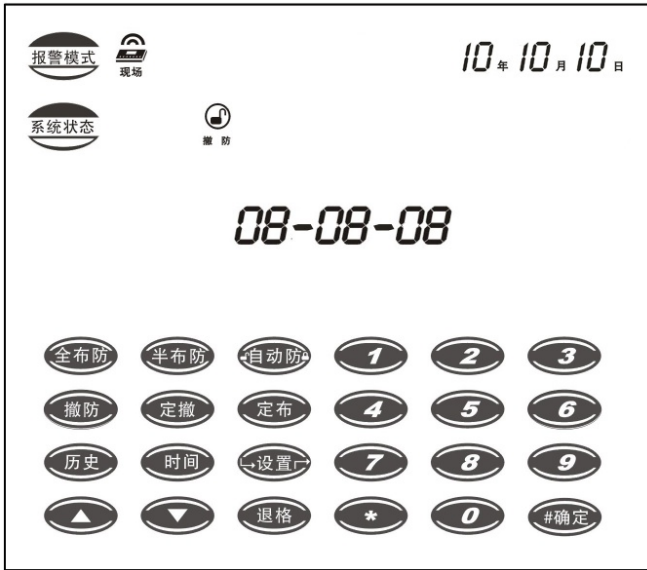 报警模式 现场 10年10月10日
系统状态 撤防
08-08-08
全布防 半布防 自动防 1 2 3
撤防 定撤 定布 4 5 6
历史 时间 设置 7 8 9
▲ ▼ 退格 * 0 #确定